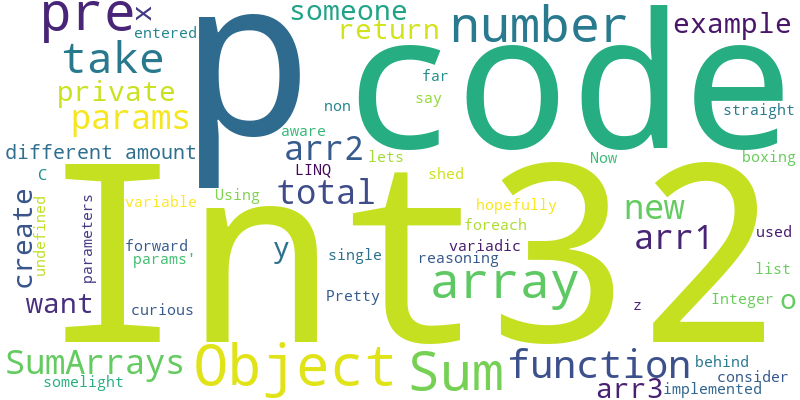 pre x someone number example
entered return
take far
p code
private say
params non straight
aware
different amount arr2 lets Now boxing
C LINQ shed
Int32
create undefined parameters variable Using total hopefully new
foreach arr1 used
forward y single variadic
params' reasoning list
want curious Pretty array z Integer o
SumArrays Object Sum function behind
somelight consider
arr3 implemented